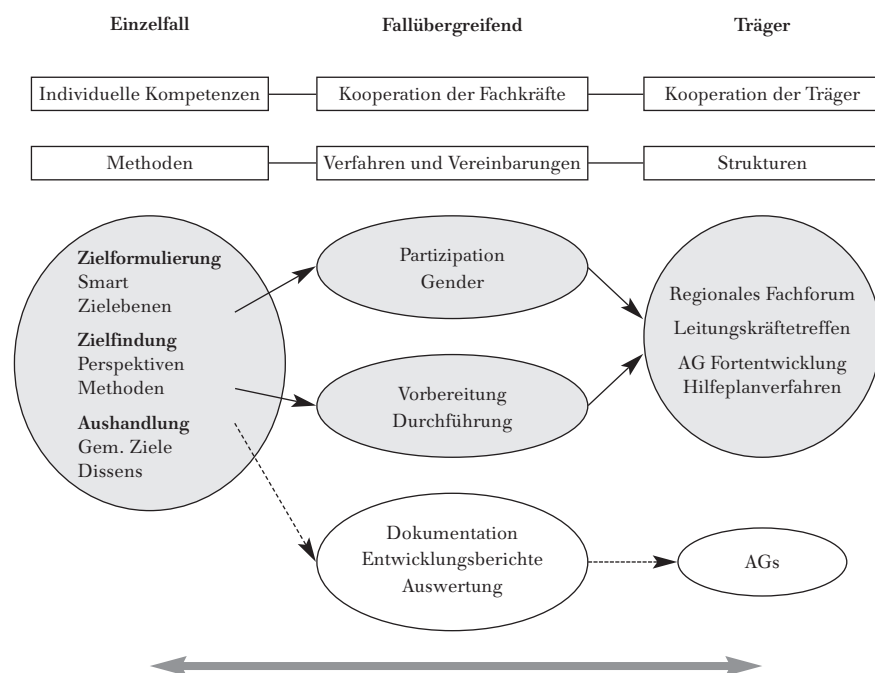 Einzelfall
Fallübergreifend
Träger
Individuelle Kompetenzen
Kooperation der Fachkräfte
Kooperation der Träger
Methoden
Verfahren und Vereinbarungen
Strukturen
Zielformulierung
Smart
Zielebenen
Zielfindung
Perspektiven
Methoden
Aushandlung
Gem. Ziele
Dissens
Partizipation
Gender
Vorbereitung
Durchführung
Dokumentation
Entwicklungsberichte
Auswertung
Regionales Fachforum
Leitungskräftetreffen
AG Fortentwicklung
Hilfeplanverfahren
AGs